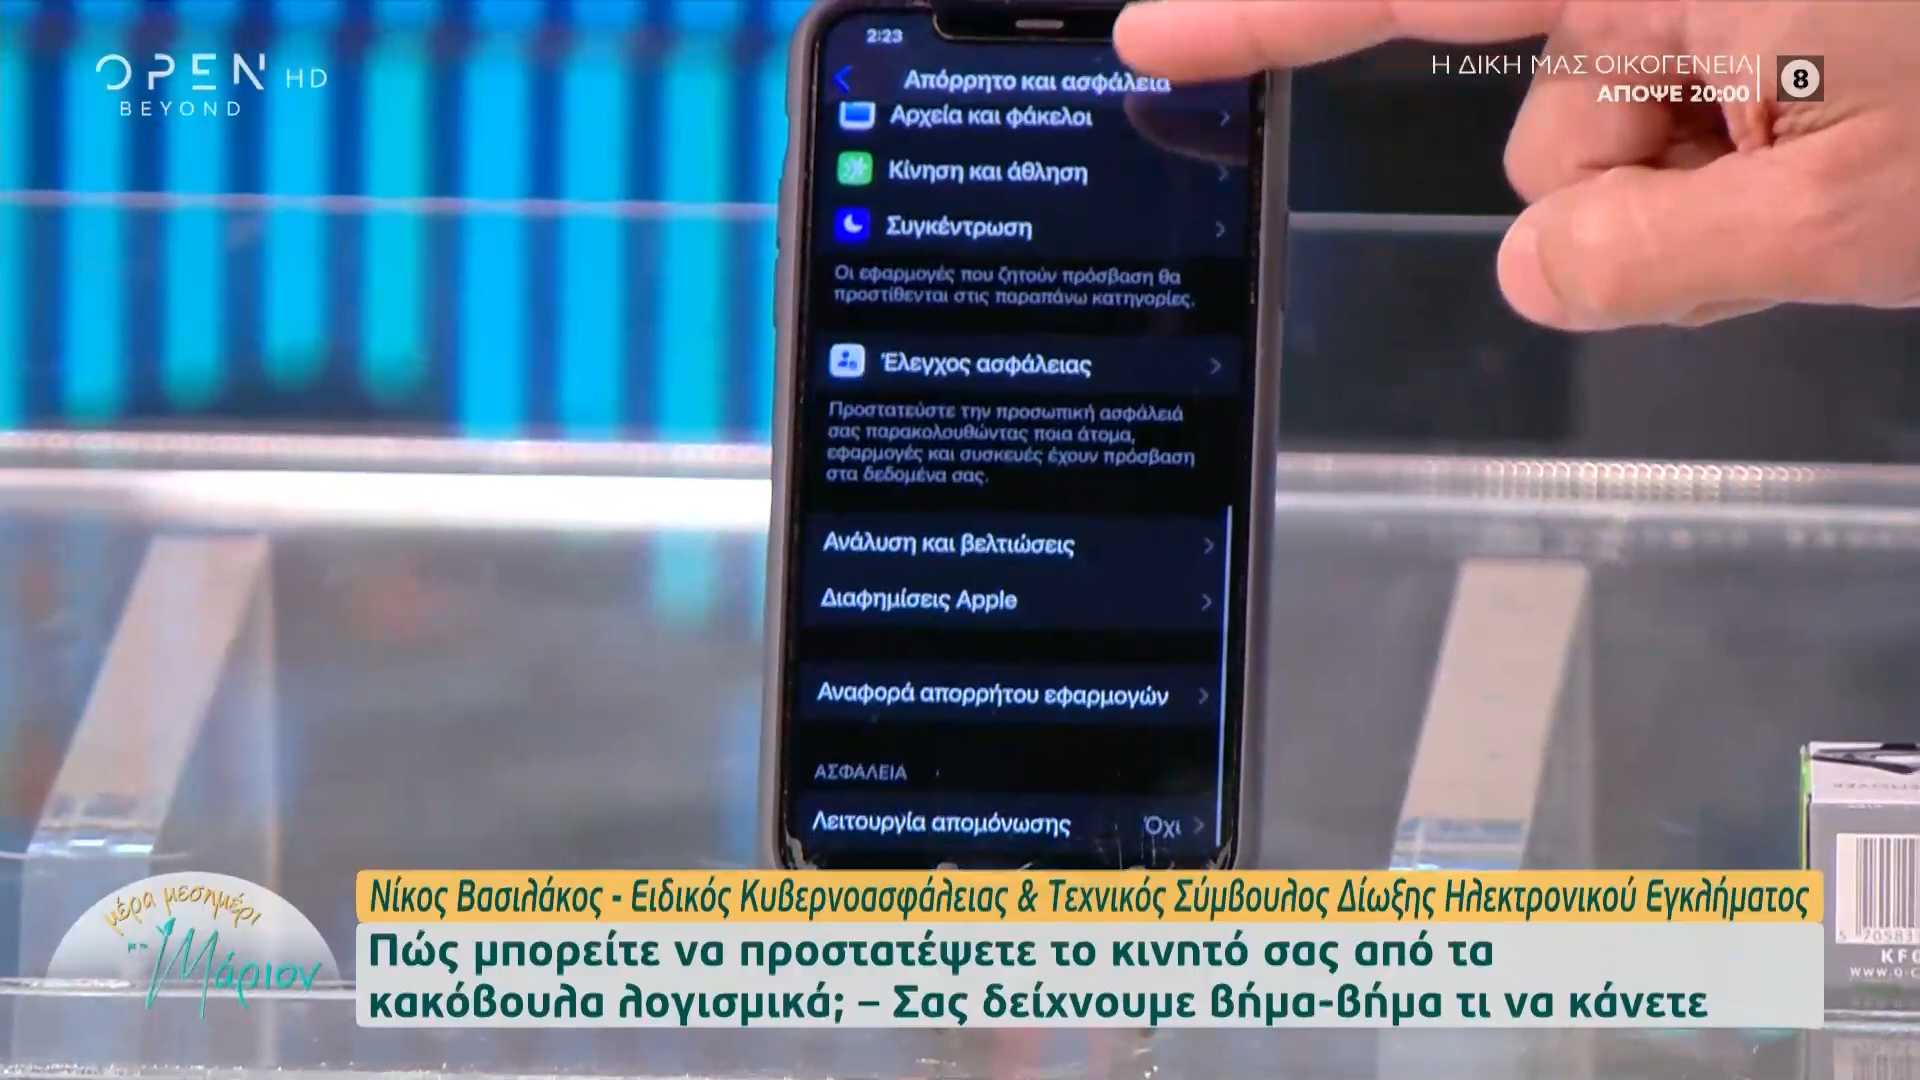 OPEN HD
BEYOND
Η ΔΙΚΗ ΜΑΣ ΟΙΚΟΓΕΝΕΙΑ
ΑΠΟΨΕ 20:00
8
2:23
Απόρρητο και ασφάλεια
Αρχεία και φάκελοι
Κίνηση και άθληση
Συγκέντρωση
Οι εφαρμογές που ζητούν πρόσβαση θα
προστίθενται στις παραπάνω κατηγορίες.
Έλεγχος ασφάλειας
Προστατεύστε την προσωπική ασφάλειά
σας παρακολουθώντας ποια άτομα,
εφαρμογές και συσκευές έχουν πρόσβαση
στα δεδομένα σας.
Ανάλυση και βελτιώσεις
Διαφημίσεις Apple
Αναφορά απορρήτου εφαρμογών
ΑΣΦΑΛΕΙΑ
Λειτουργία απομόνωσης Όχι
μέρα μεσημέρι
με τη
Μάριον
Νίκος Βασιλάκος - Ειδικός Κυβερνοασφάλειας & Τεχνικός Σύμβουλος Δίωξης Ηλεκτρονικού Εγκλήματος
Πώς μπορείτε να προστατέψετε το κινητό σας από τα
κακόβουλα λογισμικά; – Σας δείχνουμε βήμα-βήμα τι να κάνετε